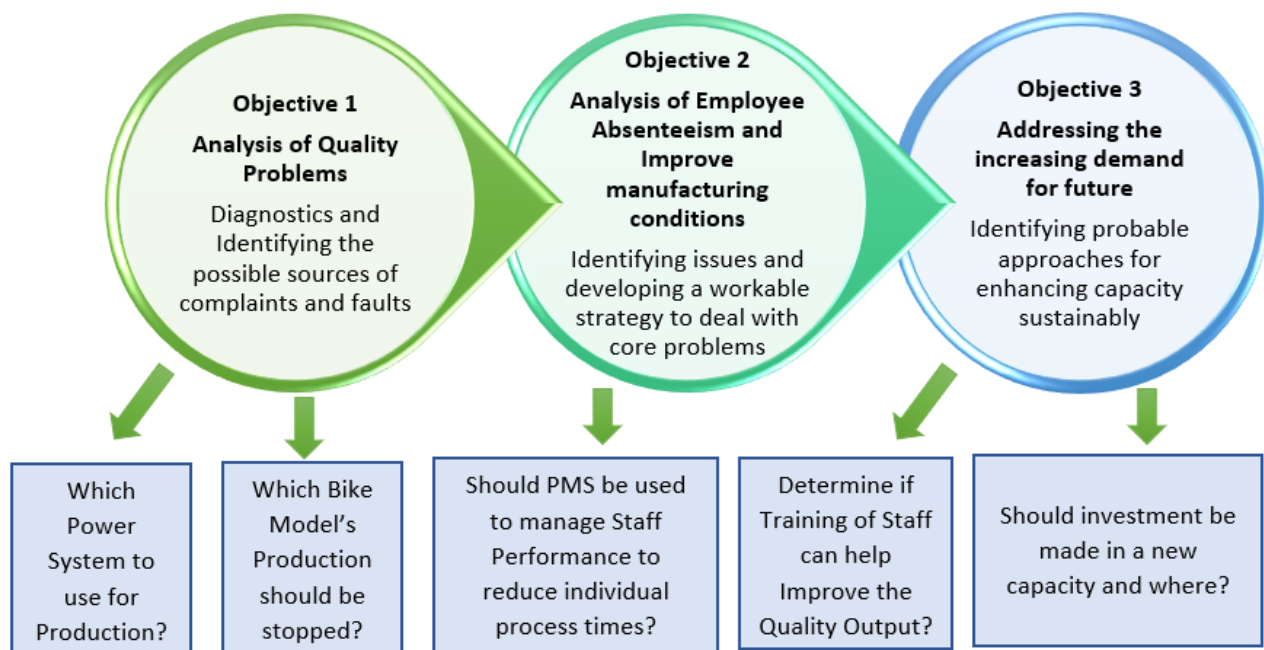 Objective 1
Analysis of Quality
Problems
Diagnostics and
Identifying the
possible sources of
complaints and faults
Objective 2
Analysis of Employee
Absenteeism and
Improve
manufacturing
conditions
Identifying issues and
developing a workable
strategy to deal with
core problems
Objective 3
Addressing the
increasing demand
for future
Identifying probable
approaches for
enhancing capacity
sustainably
Which
Power
System to
use for
Production?
Which Bike
Model’s
Production
should be
stopped?
Should PMS be used
to manage Staff
Performance to
reduce individual
process times?
Determine if
Training of Staff
can help
Improve the
Quality Output?
Should investment be
made in a new
capacity and where?